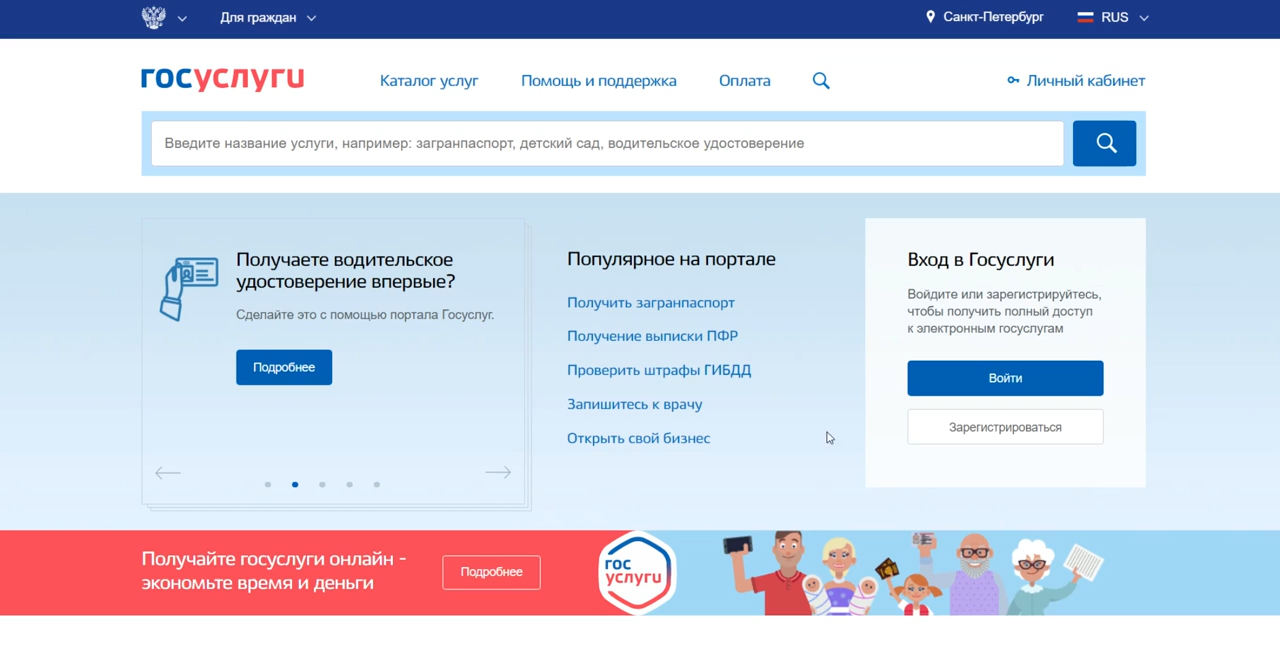 Для граждан
Санкт-Петербург
RUS
госуслуги
Каталог услуг
Помощь и поддержка
Оплата
Личный кабинет
Введите название услуги, например: загранпаспорт, детский сад, водительское удостоверение
Получаете водительское
удостоверение впервые?
Сделайте это с помощью портала Госуслуг.
Подробнее
Популярное на портале
Получить загранпаспорт
Получение выписки ПФР
Проверить штрафы ГИБДД
Запишитесь к врачу
Открыть свой бизнес
Вход в Госуслуги
Войдите или зарегистрируйтесь,
чтобы получить полный доступ
к электронным госуслугам
Войти
Зарегистрироваться
Получайте госуслуги онлайн -
экономьте время и деньги
Подробнее
гос
услуги